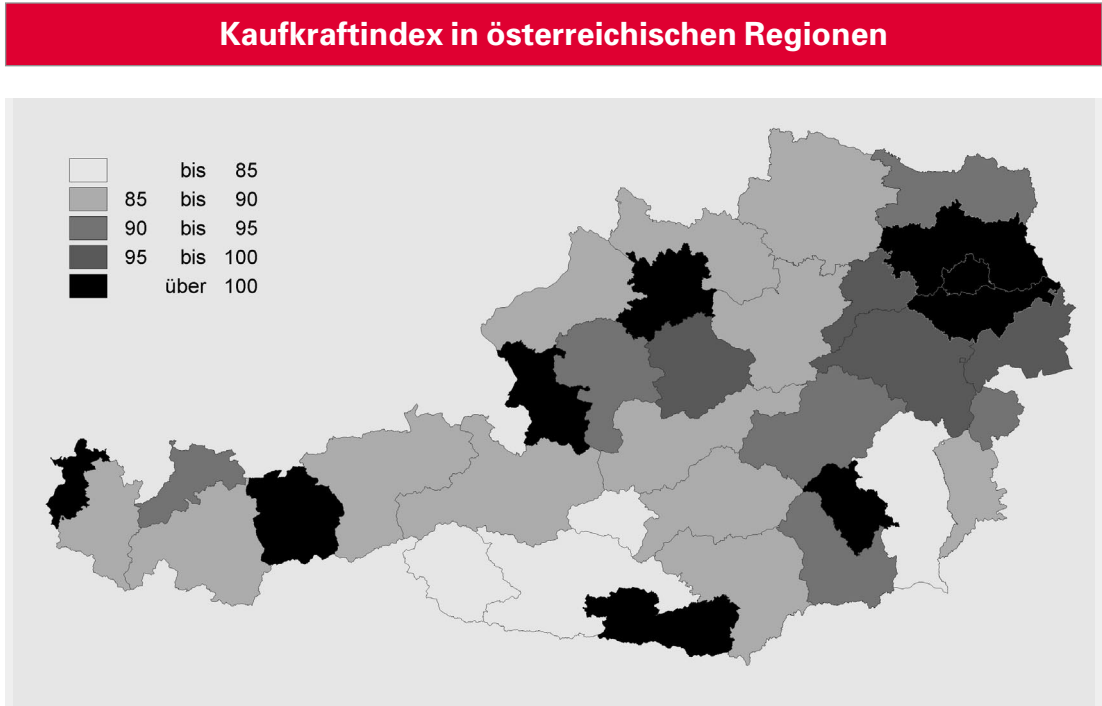 Kaufkraftindex in österreichischen Regionen
bis 85
85 bis 90
90 bis 95
95 bis 100
über 100